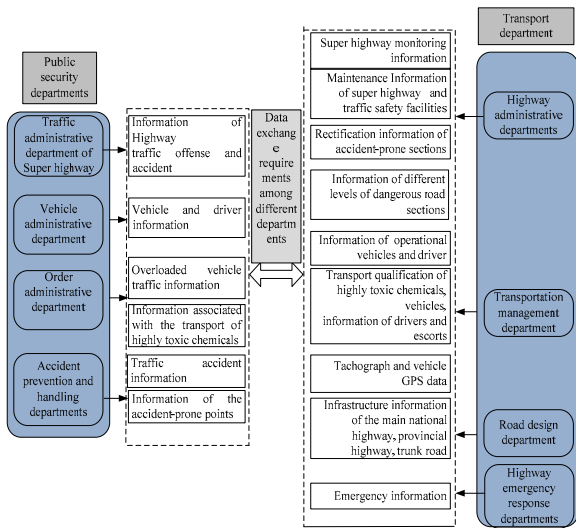 Public
security
departments
Traffic
administrative
department of
Super highway
Vehicle
administrative
department
Order
administrative
department
Accident
prevention and
handling
departments
Information of
Highway
traffic offense and
accident
Vehicle and driver
information
Overloaded vehicle
traffic information
Information associated
with the transport of
highly toxic chemicals
Traffic accident
information
Information of the
accident-prone points
Data
exchang
e
require
ments
among
different
departm
ents
Super highway monitoring
information
Maintenance Information
of super highway and
traffic safety facilities
Rectification information of
accident-prone sections
Information of different
levels of dangerous road
sections
Information of operational
vehicles and driver
Transport qualification of
highly toxic chemicals,
vehicles,
information of drivers and
escorts
Tachograph and vehicle
GPS data
Infrastructure information
of the main national
highway, provincial
highway, trunk road
Emergency information
Transport
department
Highway
administrative
departments
Transportation
management
department
Road design
department
Highway
emergency
response
departments